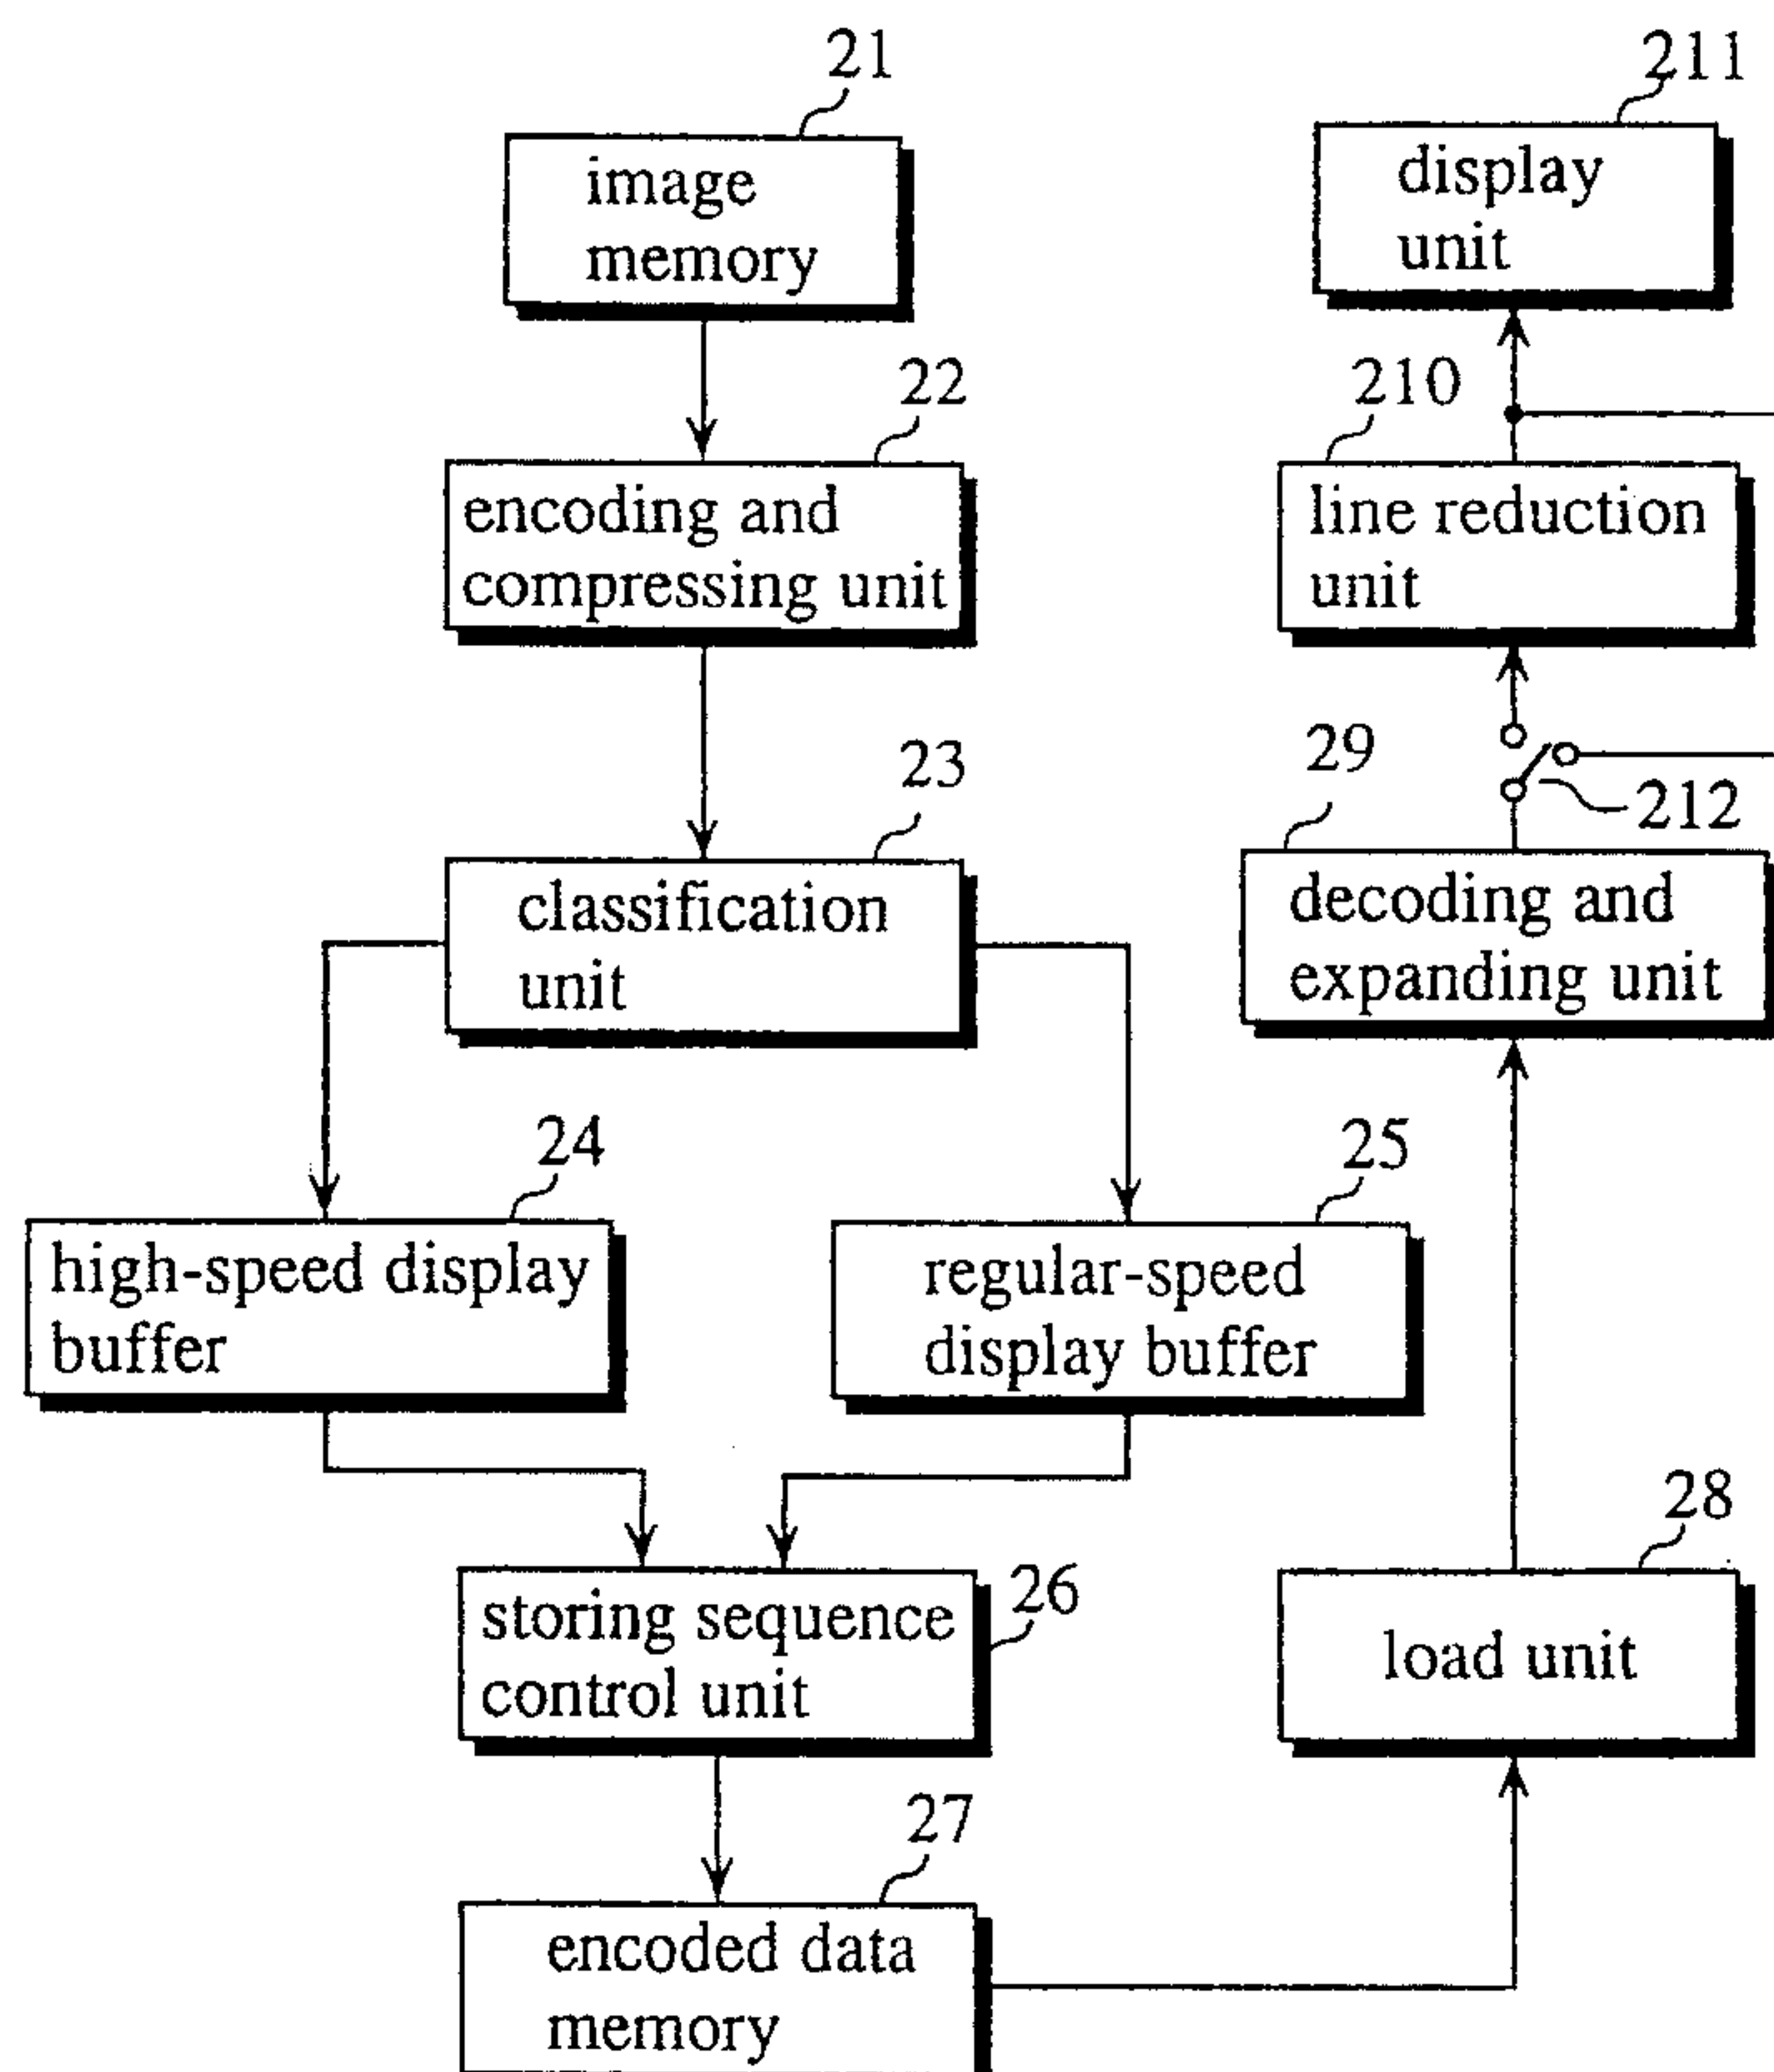 21
image
memory
22
encoding and
compressing unit
23
classification
unit
24
high-speed display
buffer
25
regular-speed
display buffer
26
storing sequence
control unit
27
encoded data
memory
211
display
unit
210
line reduction
unit
212
29
decoding and
expanding unit
28
load unit